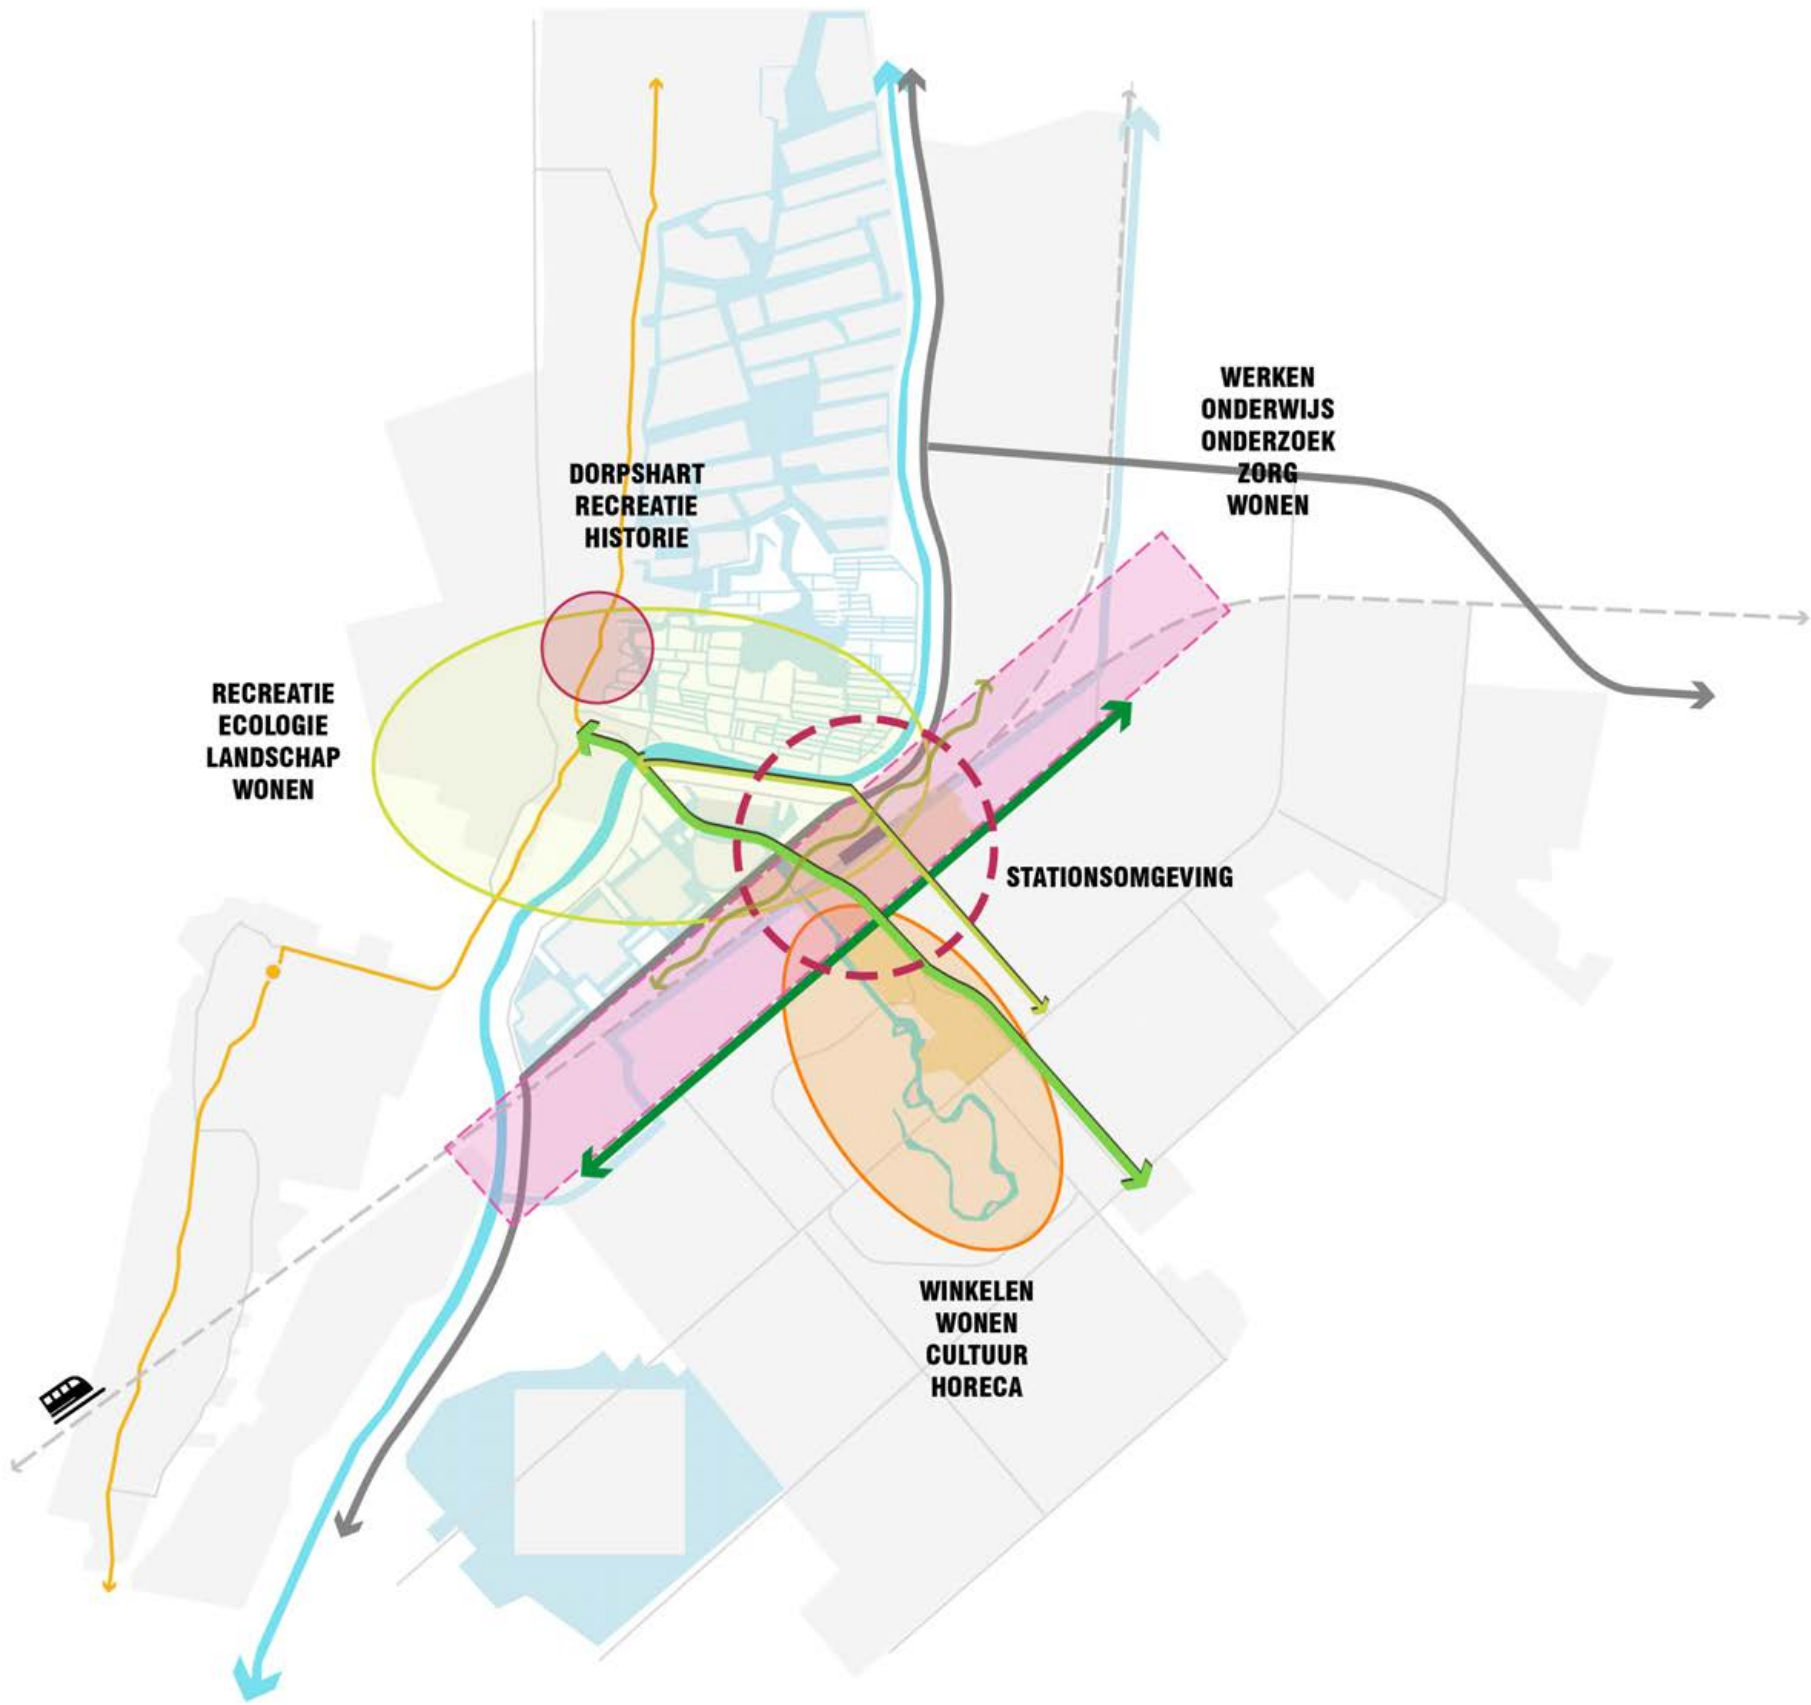 WERKEN
ONDERWIJS
ONDERZOEK
ZORG
WONEN
DORPSHART
RECREATIE
HISTORIE
RECREATIE
ECOLOGIE
LANDSCHAP
WONEN
STATIONSOMGEVING
WINKELEN
WONEN
CULTUUR
HORECA